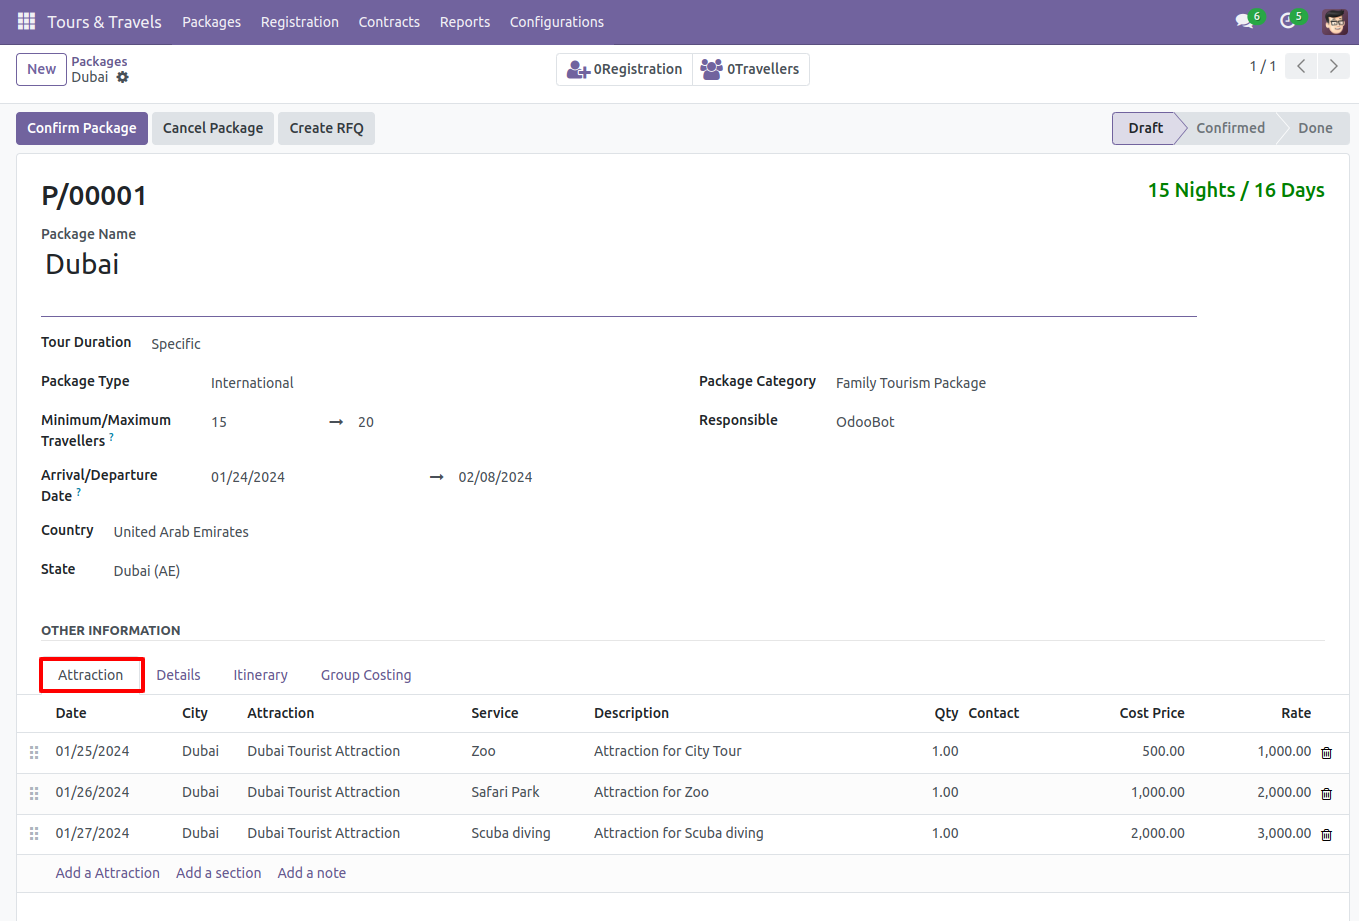 Tours & Travels Packages Registration Contracts Reports Configurations 6 5
New Packages
Dubai
0Registration 0Travellers
1 / 1
Confirm Package Cancel Package Create RFQ Draft Confirmed Done
P/00001
15 Nights / 16 Days
Package Name
Dubai
Tour Duration Specific
Package Type International Package Category Family Tourism Package
Minimum/Maximum Travellers ? 15 → 20 Responsible OdooBot
Arrival/Departure Date ? 01/24/2024 → 02/08/2024
Country United Arab Emirates
State Dubai (AE)
OTHER INFORMATION
Attraction Details Itinerary Group Costing
Date City Attraction Service Description Qty Contact Cost Price Rate
01/25/2024 Dubai Dubai Tourist Attraction Zoo Attraction for City Tour 1.00 500.00 1,000.00
01/26/2024 Dubai Dubai Tourist Attraction Safari Park Attraction for Zoo 1.00 1,000.00 2,000.00
01/27/2024 Dubai Dubai Tourist Attraction Scuba diving Attraction for Scuba diving 1.00 2,000.00 3,000.00
Add a Attraction Add a section Add a note